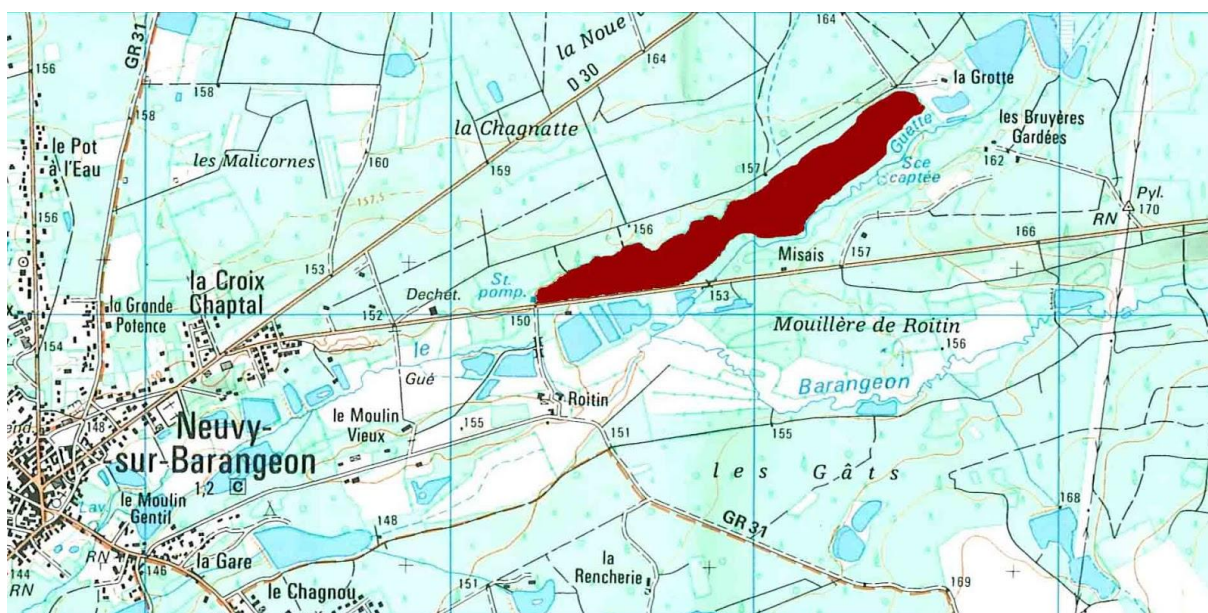 156
GR 31
158
158
le Pot
à l'Eau
les Malicornes
160
157,5
156
la Noue
D 30
164
164
la Chagnatte
159
157
156
la Grotte
Guette
Sce
captée
les Bruyères
Gardées
162
Pyl.
170
RN
166
157
Misais
153
St.
pomp.
150
Dechet.
152
153
la Croix
Chaptal
la Grande
Potence
154
le
Gué
Mouillère de Roitin
156
Barangeon
Roitin
le Moulin
Vieux
155
151
155
148
Neuvy-
sur-Barangeon
1,2
C
le Moulin
Gentil
Lav.
RN
144
RN
146
la Gare
148
le Chagnou
151
la
Rencherie
les Gâts
GR 31
168
169